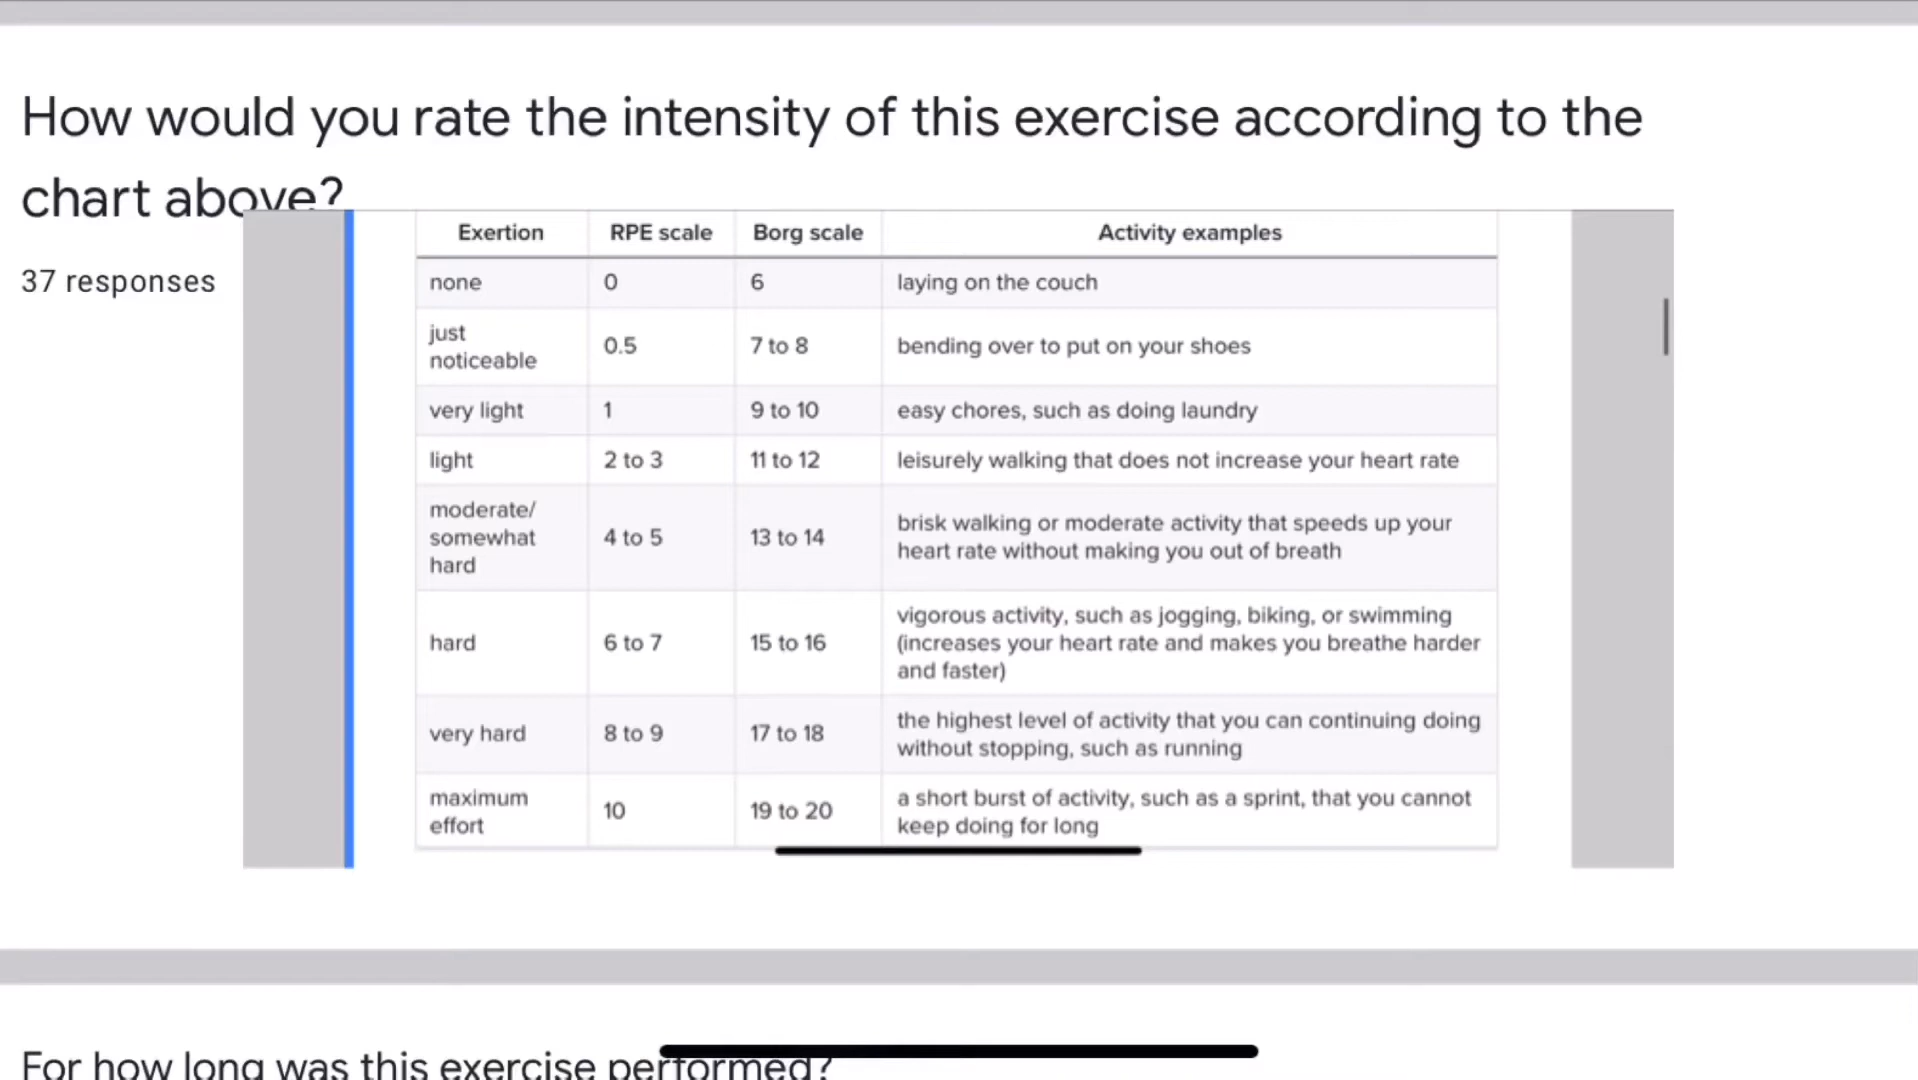 How would you rate the intensity of this exercise according to the
chart above?
37 responses
Exertion RPE scale Borg scale Activity examples
none 0 6 laying on the couch
just
noticeable 0.5 7 to 8 bending over to put on your shoes
very light 1 9 to 10 easy chores, such as doing laundry
light 2 to 3 11 to 12 leisurely walking that does not increase your heart rate
moderate/
somewhat
hard 4 to 5 13 to 14 brisk walking or moderate activity that speeds up your
heart rate without making you out of breath
hard 6 to 7 15 to 16 vigorous activity, such as jogging, biking, or swimming
(increases your heart rate and makes you breathe harder
and faster)
very hard 8 to 9 17 to 18 the highest level of activity that you can continuing doing
without stopping, such as running
maximum
effort 10 19 to 20 a short burst of activity, such as a sprint, that you cannot
keep doing for long
For how long was this exercise performed?